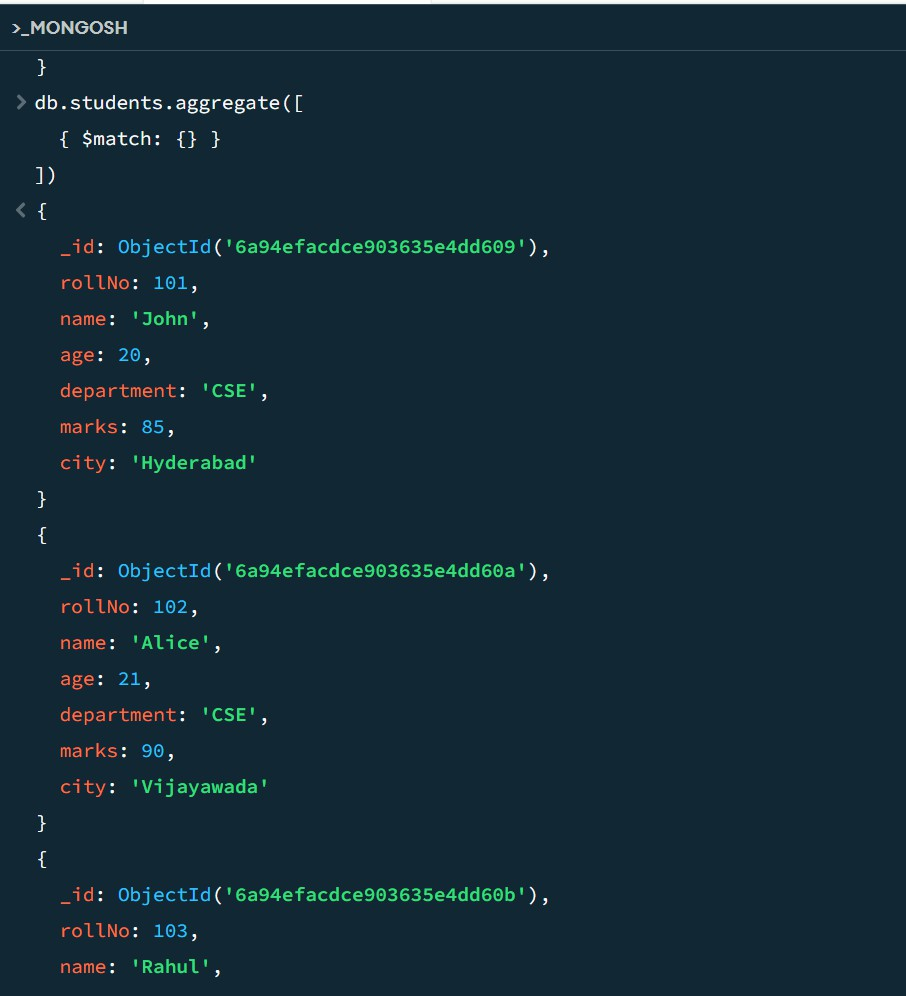 >_MONGOSH
}
> db.students.aggregate([
{ $match: {} }
])
< {
_id: ObjectId('6a94efacdce903635e4dd609'),
rollNo: 101,
name: 'John',
age: 20,
department: 'CSE',
marks: 85,
city: 'Hyderabad'
}
{
_id: ObjectId('6a94efacdce903635e4dd60a'),
rollNo: 102,
name: 'Alice',
age: 21,
department: 'CSE',
marks: 90,
city: 'Vijayawada'
}
{
_id: ObjectId('6a94efacdce903635e4dd60b'),
rollNo: 103,
name: 'Rahul',